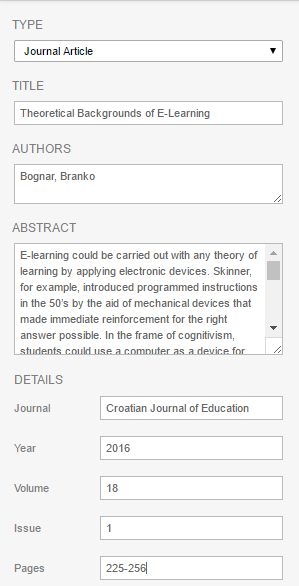 TYPE
Journal Article
TITLE
Theoretical Backgrounds of E-Learning
AUTHORS
Bognar, Branko
ABSTRACT
E-learning could be carried out with any theory of
learning by applying electronic devices. Skinner,
for example, introduced programmed instructions
in the 50's by the aid of mechanical devices that
made immediate reinforcement for the right
answer possible. In the frame of cognitivism,
students could use a computer as a device for
DETAILS
Journal Croatian Journal of Education
Year 2016
Volume 18
Issue 1
Pages 225-256